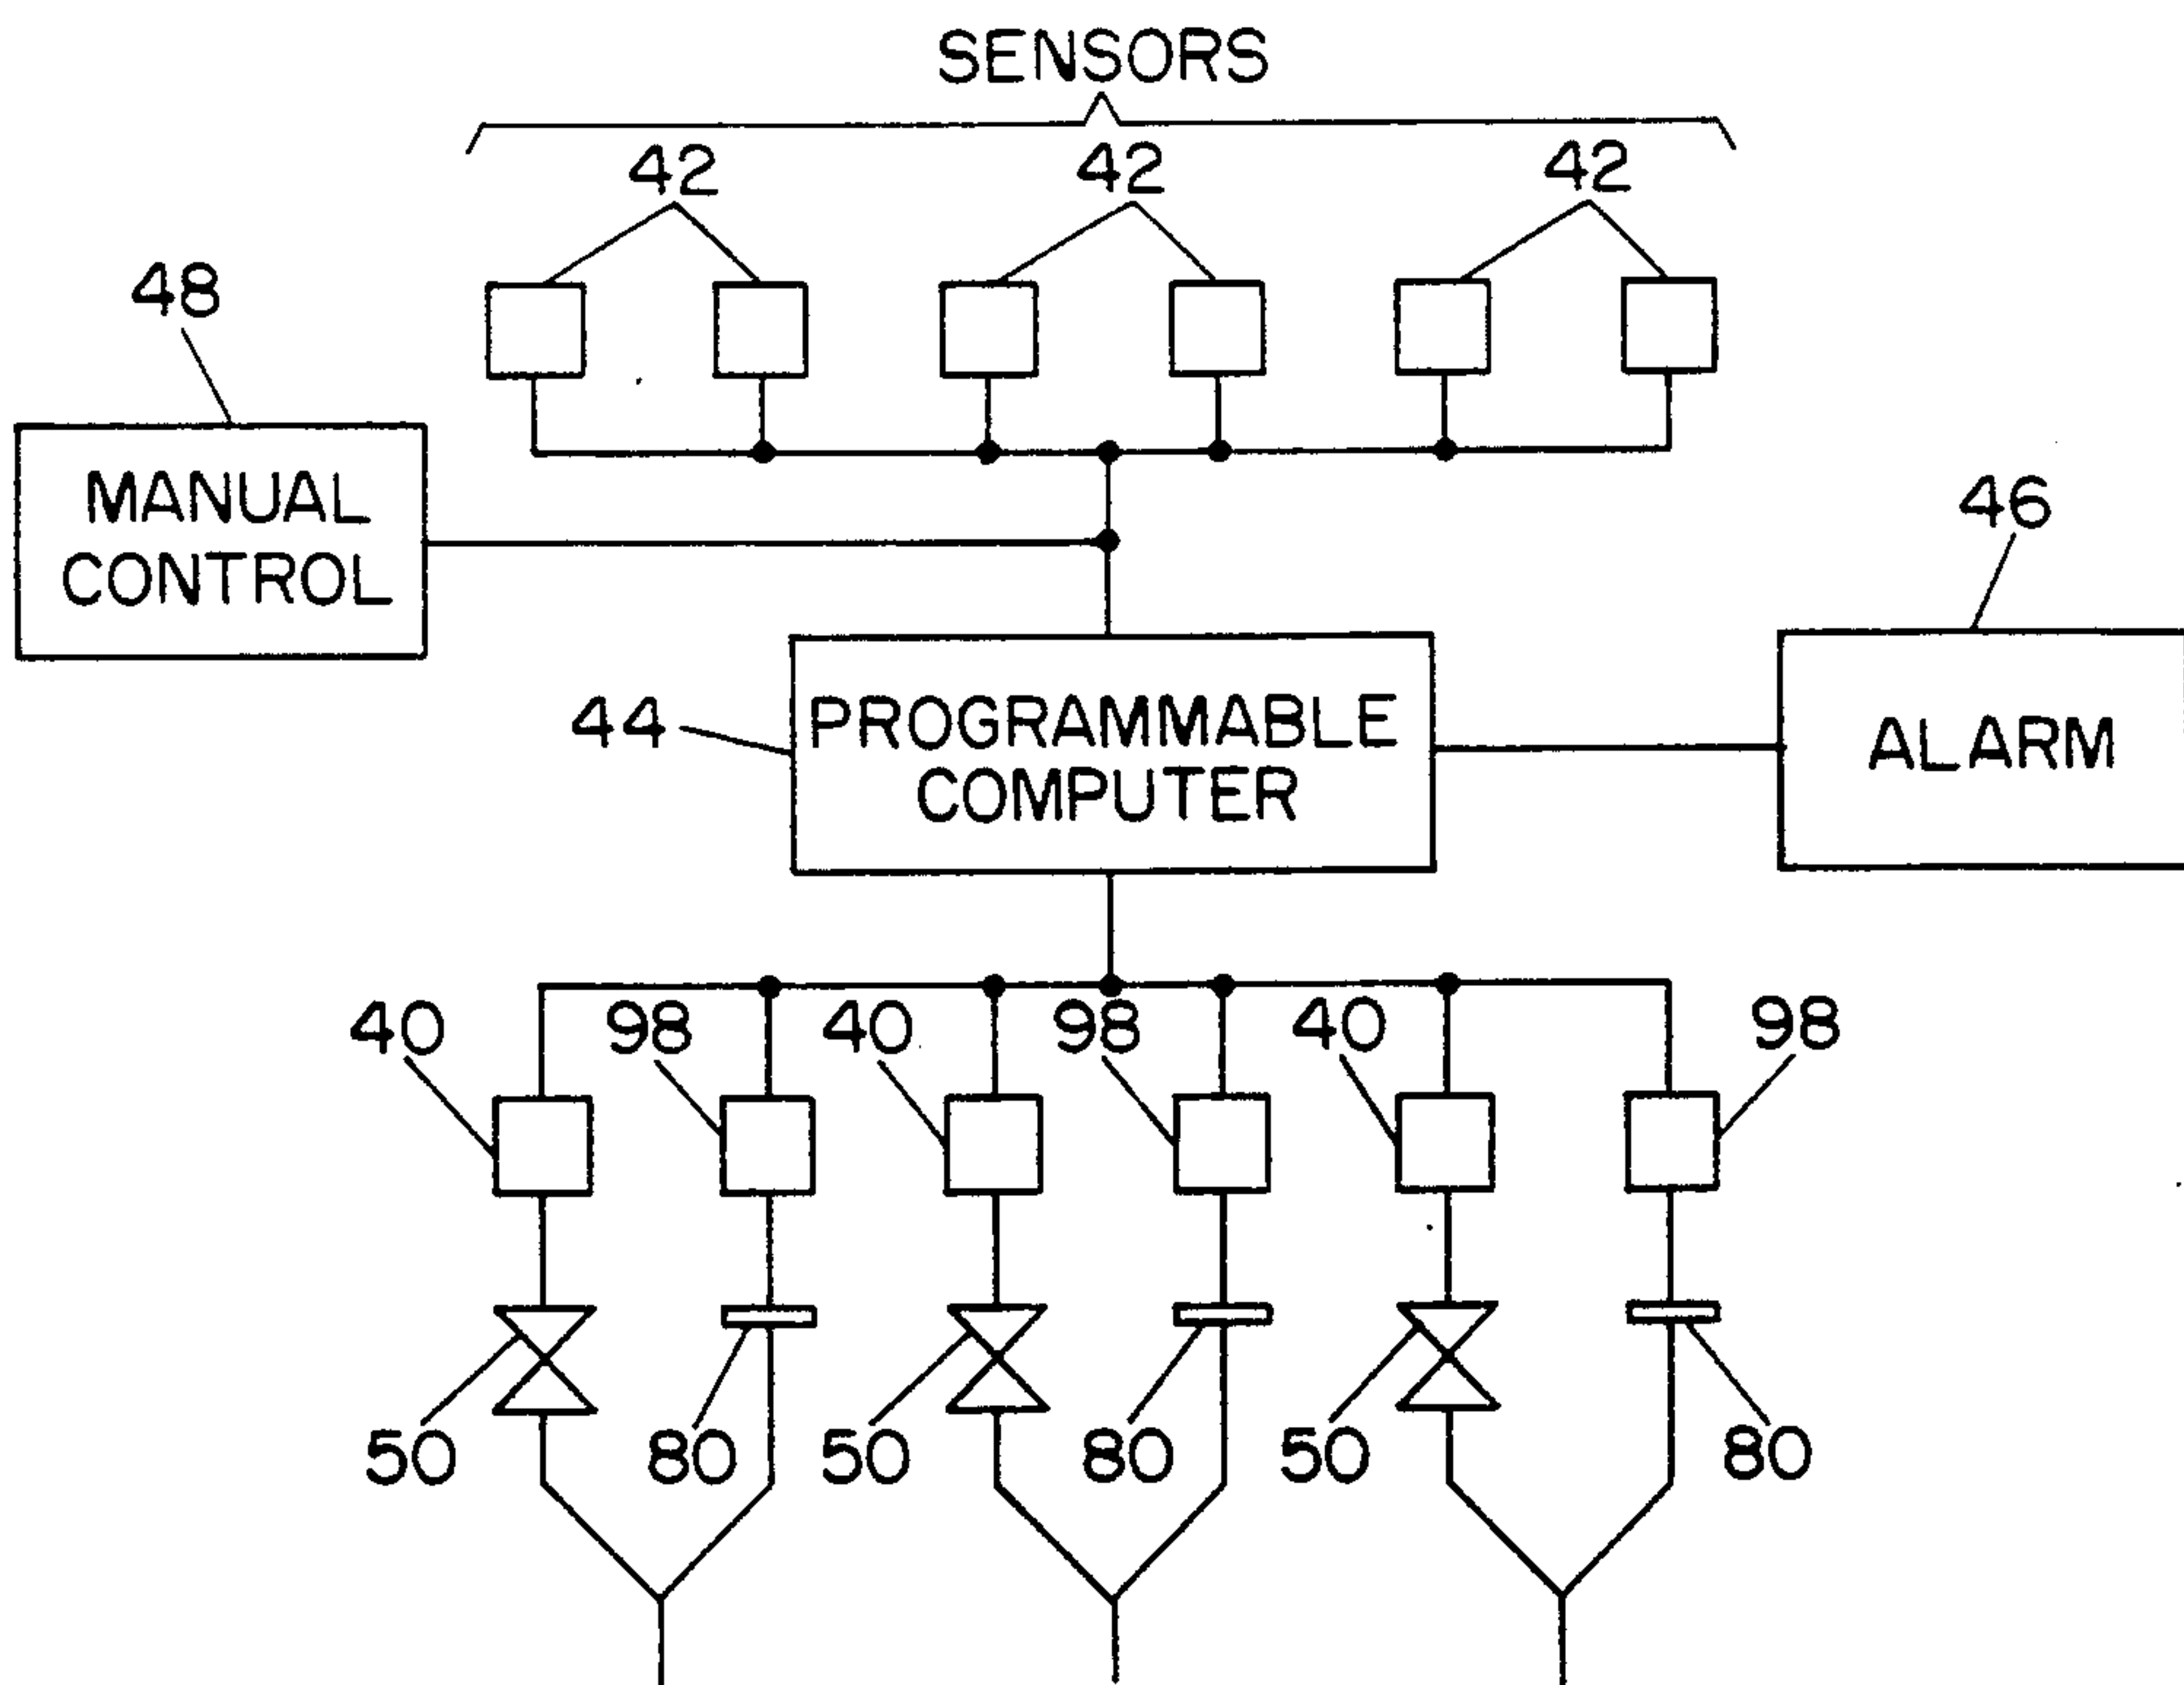 SENSORS
42 42 42
48
MANUAL
CONTROL
46
44
PROGRAMMABLE
COMPUTER
ALARM
40 98 40 98 40 98
50 80 50 80 50 80